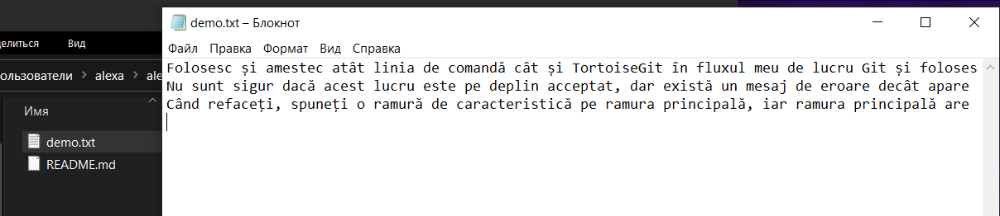 demo.txt – Блокнот
Вид
Файл Правка Формат Вид Справка
alexa
Имя
demo.txt
README.md
Folosesc și amestec atât linia de comandă cât și TortoiseGit în fluxul meu de lucru Git și foloses
Nu sunt sigur dacă acest lucru este pe deplin acceptat, dar există un mesaj de eroare decât apare
Când refaceți, spuneți o ramură de caracteristică pe ramura principală, iar ramura principală are